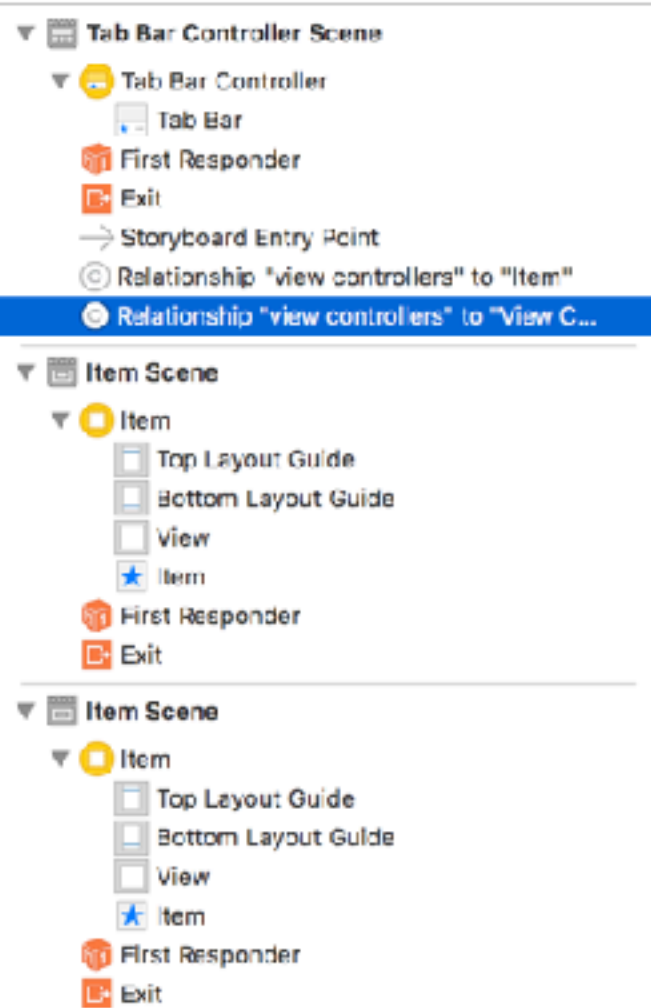 Tab Bar Controller Scene
Tab Bar Controller
Tab Bar
First Responder
Exit
Storyboard Entry Point
Relationship "view controllers" to "Item"
Relationship "view controllers" to "View C...
Item Scene
Item
Top Layout Guide
Bottom Layout Guide
View
Item
First Responder
Exit
Item Scene
Item
Top Layout Guide
Bottom Layout Guide
View
Item
First Responder
Exit